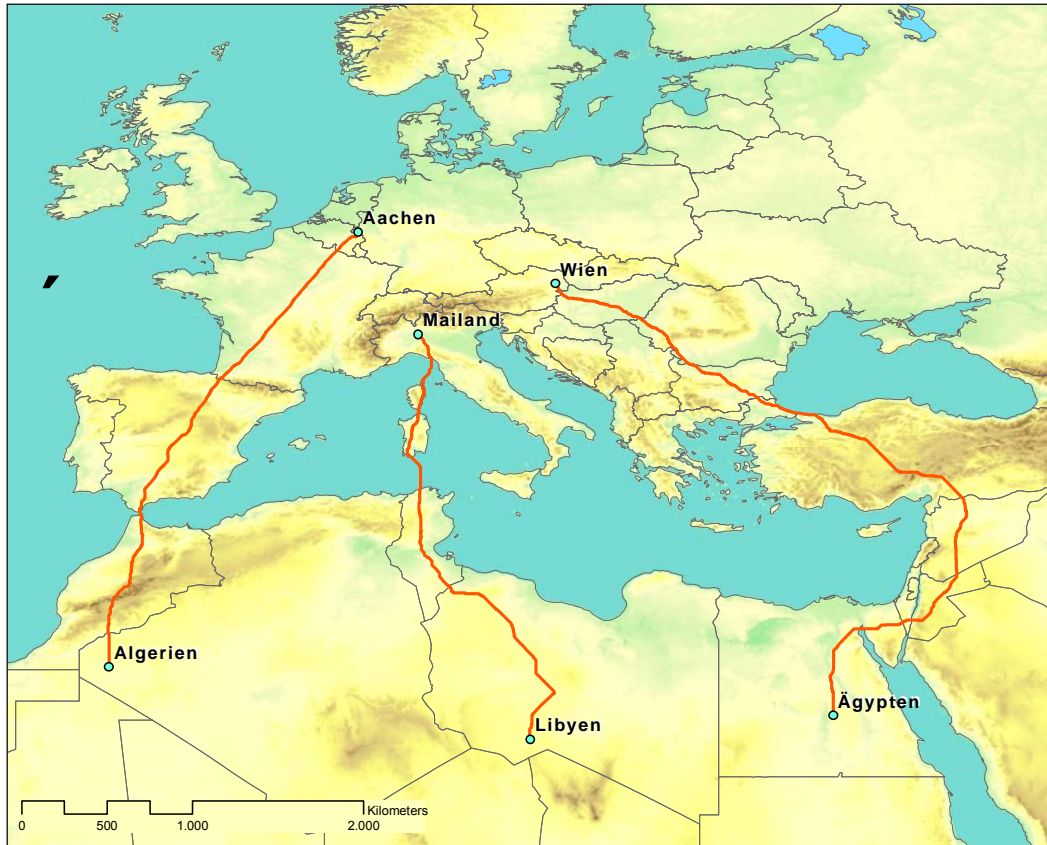 Aachen
Wien
Mailand
Algerien
Ägypten
Libyen
Kilometers
0 500 1.000 2.000